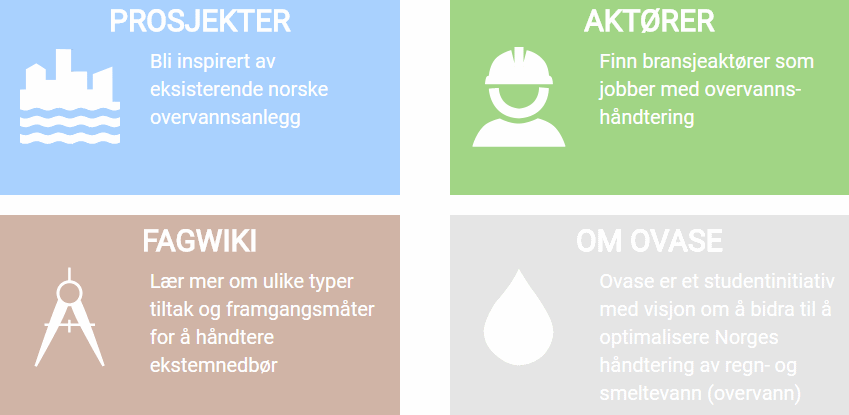 PROSJEKTER
Bli inspirert av
eksisterende norske
overvannsanlegg
AKTØRER
Finn bransjeaktører som
jobber med overvanns-
håndtering
FAGWIKI
Lær mer om ulike typer
tiltak og framgangsmåter
for å håndtere
ekstemnedbør
OM OVASE
Ovase er et studentinitiativ
med visjon om å bidra til å
optimalisere Norges
håndtering av regn- og
smeltevann (overvann)